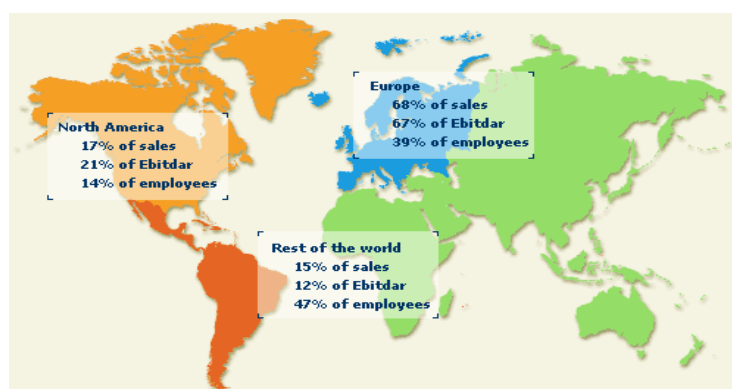 Europe
68% of sales
67% of Ebitdar
39% of employees
North America
17% of sales
21% of Ebitdar
14% of employees
Rest of the world
15% of sales
12% of Ebitdar
47% of employees